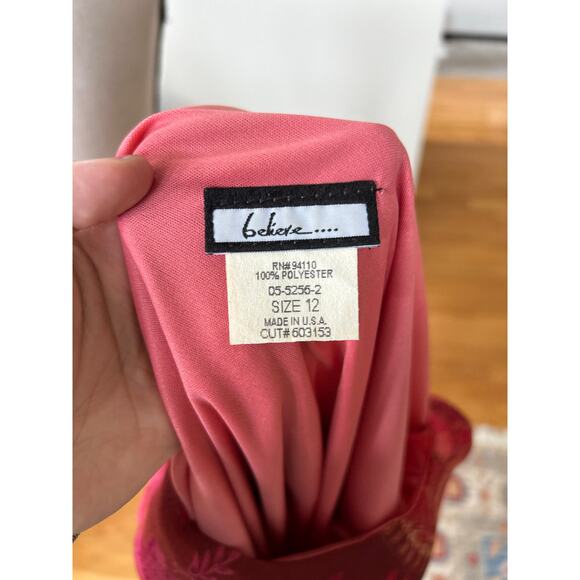 believe....
RN# 94110
100% POLYESTER
05-5256-2
SIZE 12
MADE IN U.S.A.
CUT# 603153